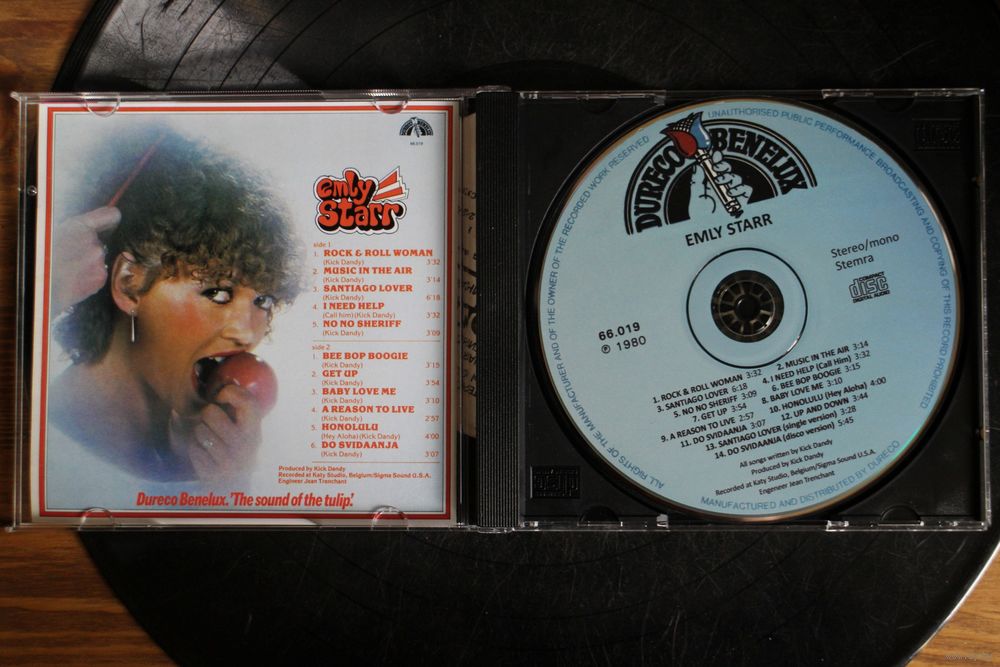 66.019
emly
Starr
side 1
1. ROCK & ROLL WOMAN
(Kick Dandy) 3'32
2. MUSIC IN THE AIR
(Kick Dandy) 3'14
3. SANTIAGO LOVER
(Kick Dandy) 6'18
4. I NEED HELP
(Call him) (Kick Dandy) 3'32
5. NO NO SHERIFF
(Kick Dandy) 3'09
side 2
1. BEE BOP BOOGIE
(Kick Dandy) 3'15
2. GET UP
(Kick Dandy) 3'54
3. BABY LOVE ME
(Kick Dandy) 3'10
4. A REASON TO LIVE
(Kick Dandy) 2'57
5. HONOLULU
(Hey Aloha) (Kick Dandy) 4'00
6. DO SVIDAANJA
(Kick Dandy) 3'07
Produced by Kick Dandy
Recorded at Katy Studio, Belgium/Sigma Sound U.S.A.
Engineer Jean Trenchant
Dureco Benelux. 'The sound of the tulip.'
ALL RIGHTS OF THE MANUFACTURER AND OF THE OWNER OF THE RECORDED WORK RESERVED
UNAUTHORISED PUBLIC PERFORMANCE BROADCASTING AND COPYING OF THIS RECORD PROHIBITED
DURECO BENELUX
EMLY STARR
Stereo/mono
Stemra
COMPACT
disc
DIGITAL AUDIO
66.019
℗ 1980
1. ROCK & ROLL WOMAN 3:32 2. MUSIC IN THE AIR 3:14
3. SANTIAGO LOVER 6:18 4. I NEED HELP (Call Him) 3:32
5. NO NO SHERIFF 3:09 6. BEE BOP BOOGIE 3:15
7. GET UP 3:54 8. BABY LOVE ME 3:10
9. A REASON TO LIVE 2:57 10. HONOLULU (Hey Aloha) 4:00
11. DO SVIDAANJA 3:07 12. UP AND DOWN 3:44
13. SANTIAGO LOVER (single version) 3:28
14. DO SVIDAANJA (disco version) 5:45
All songs written by Kick Dandy
Produced by Kick Dandy
Recorded at Katy Studio, Belgium/Sigma Sound U.S.A.
Engeneer Jean Trenchant
MANUFACTURED AND DISTRIBUTED BY DURECO